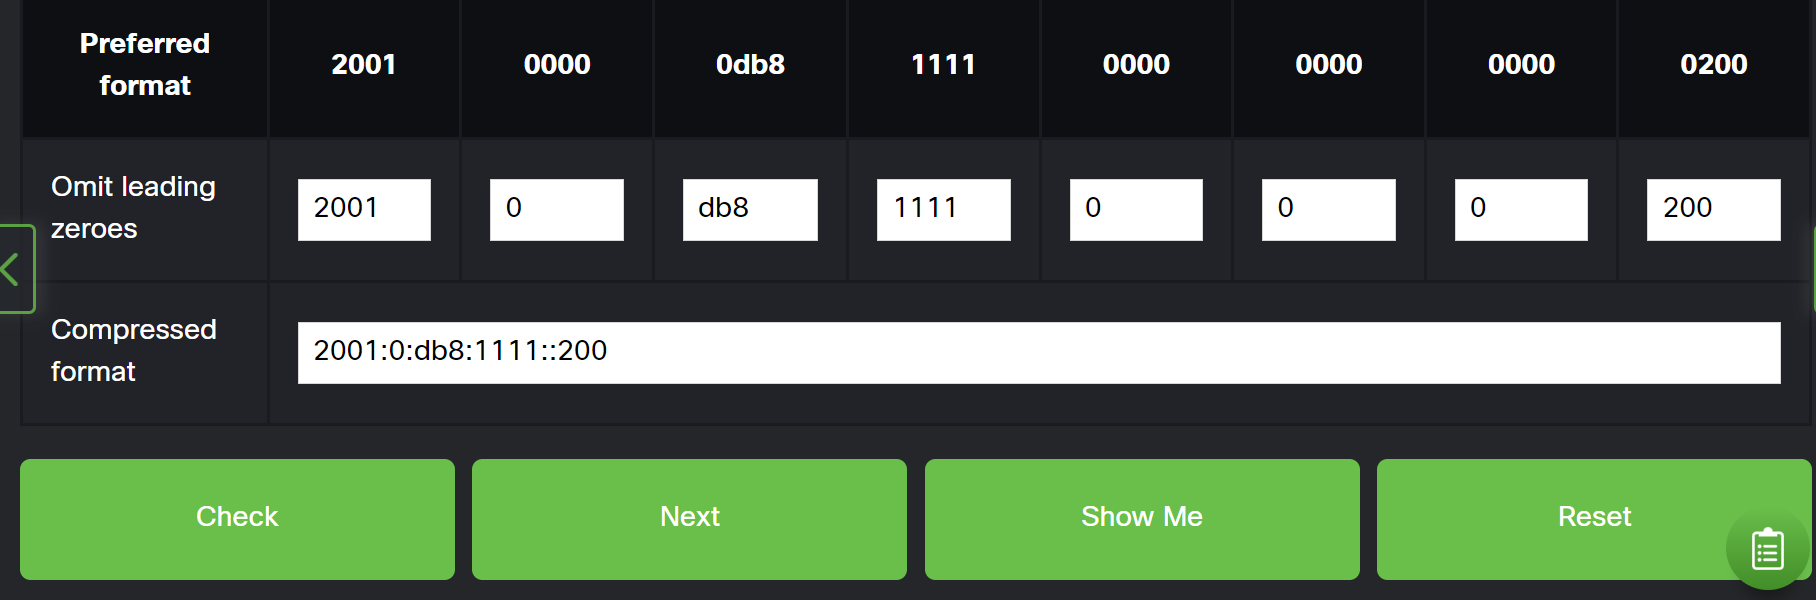 Preferred
format
2001
0000
0db8
1111
0000
0000
0000
0200
Omit leading
zeroes
2001
0
db8
1111
0
0
0
200
Compressed
format
2001:0:db8:1111::200
Check
Next
Show Me
Reset